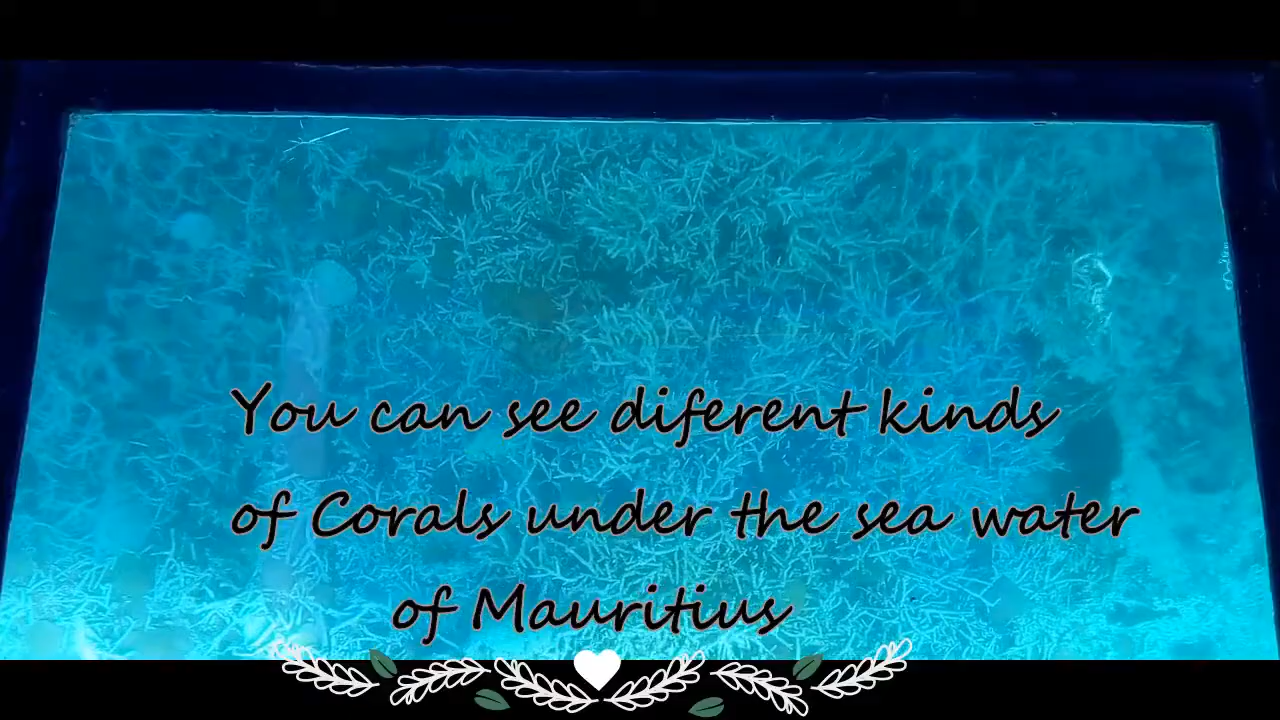 You can see diferent kinds
of Corals under the sea water
of Mauritius